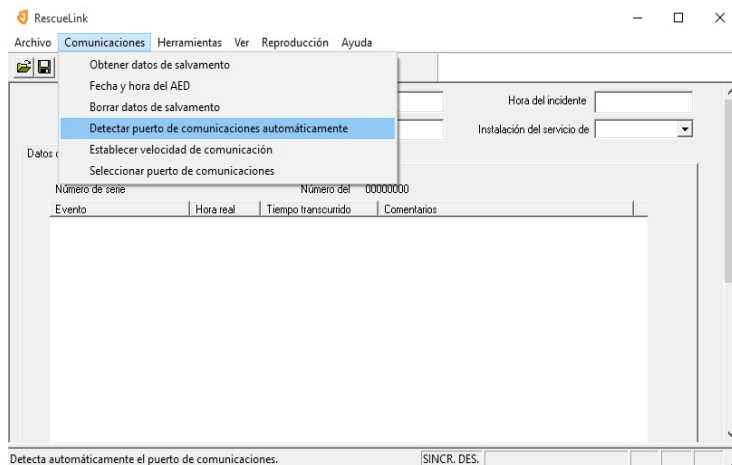 RescueLink
Archivo Comunicaciones Herramientas Ver Reproducción Ayuda
Obtener datos de salvamento
Fecha y hora del AED
Borrar datos de salvamento
Detectar puerto de comunicaciones automáticamente
Establecer velocidad de comunicación
Seleccionar puerto de comunicaciones
Hora del incidente
Instalación del servicio de
Datos
Número de serie Número del 00000000
Evento Hora real Tiempo transcurrido Comentarios
Detecta automáticamente el puerto de comunicaciones. SINCR. DES.